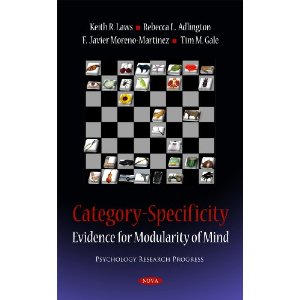 Keith R. Laws • Rebecca L. Adlington
F. Javier Moreno-Martinez • Tim M. Gale
Category-Specificity
Evidence for Modularity of Mind
Psychology Research Progress
NOVA